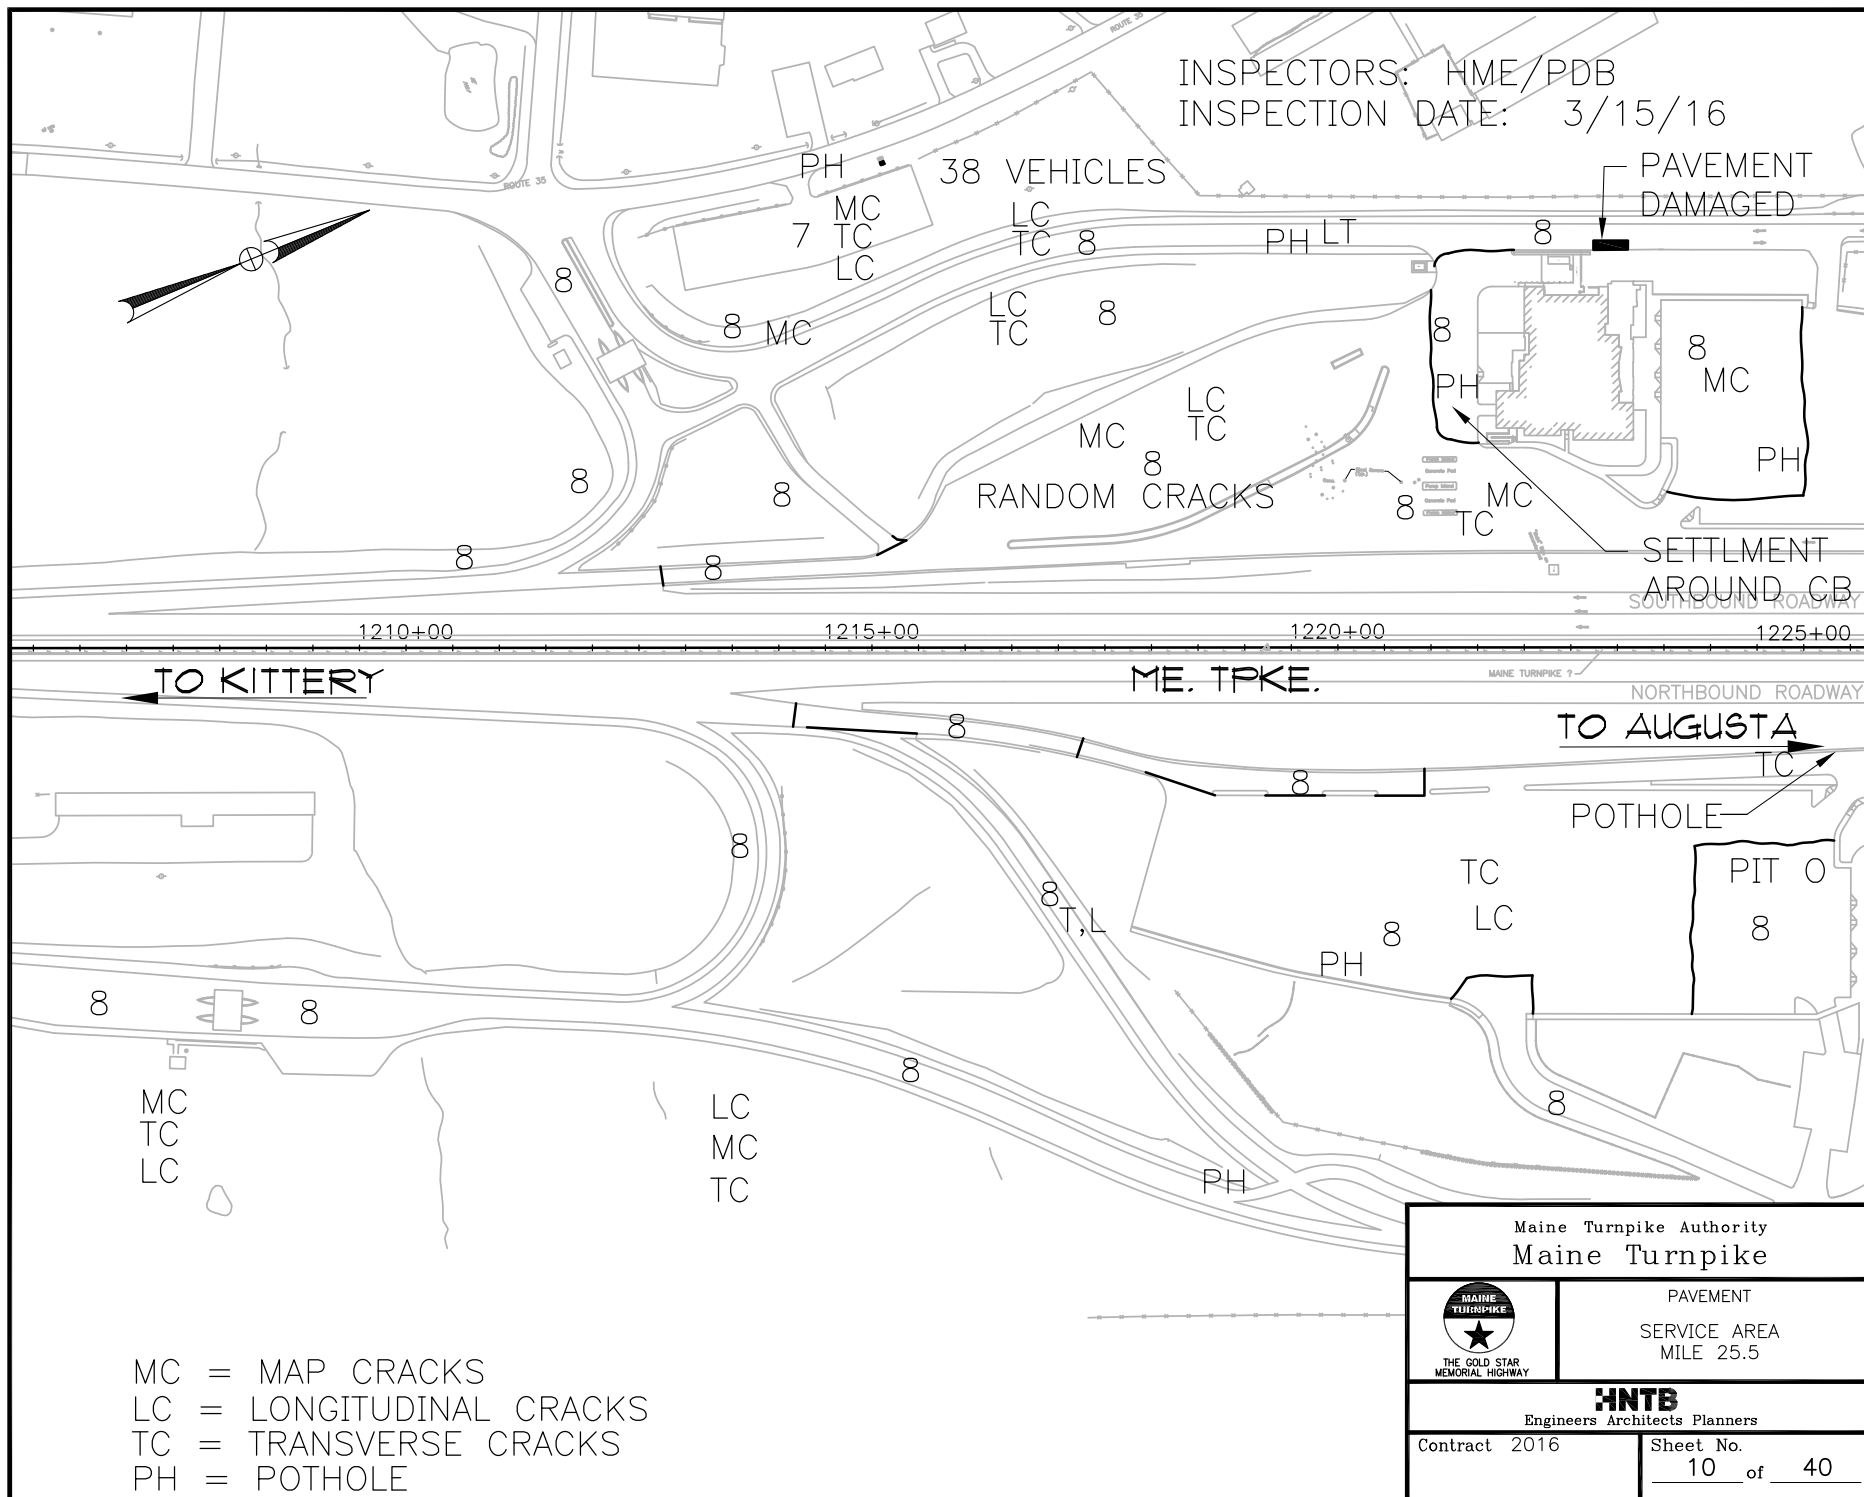 ROUTE 35
INSPECTORS: HME/PDB
INSPECTION DATE: 3/15/16
PH
38 VEHICLES
PAVEMENT
DAMAGED
ROUTE 35
MC
7 TC
LC
LC
TC 8
PH LT
8
8
LC
TC
8
8 MC
8
8
MC
PH
LC
TC
MC
8
RANDOM CRACKS
PH
8
8
8
MC
TC
8
8
SETTLMENT
AROUND CB
SOUTHBOUND ROADWAY
1210+00
1215+00
1220+00
1225+00
TO KITTERY
ME. TPKE.
MAINE TURNPIKE ?
NORTHBOUND ROADWAY
8
TO AUGUSTA
TC
8
POTHOLE
8
TC
PIT O
8
T,L
LC
8
8
PH
8
8
8
8
MC
TC
LC
LC
MC
TC
PH
MC = MAP CRACKS
LC = LONGITUDINAL CRACKS
TC = TRANSVERSE CRACKS
PH = POTHOLE
Maine Turnpike Authority
Maine Turnpike
MAINE
TURNPIKE
THE GOLD STAR
MEMORIAL HIGHWAY
PAVEMENT
SERVICE AREA
MILE 25.5
HNTB
Engineers Architects Planners
Contract 2016
Sheet No.
10 of 40